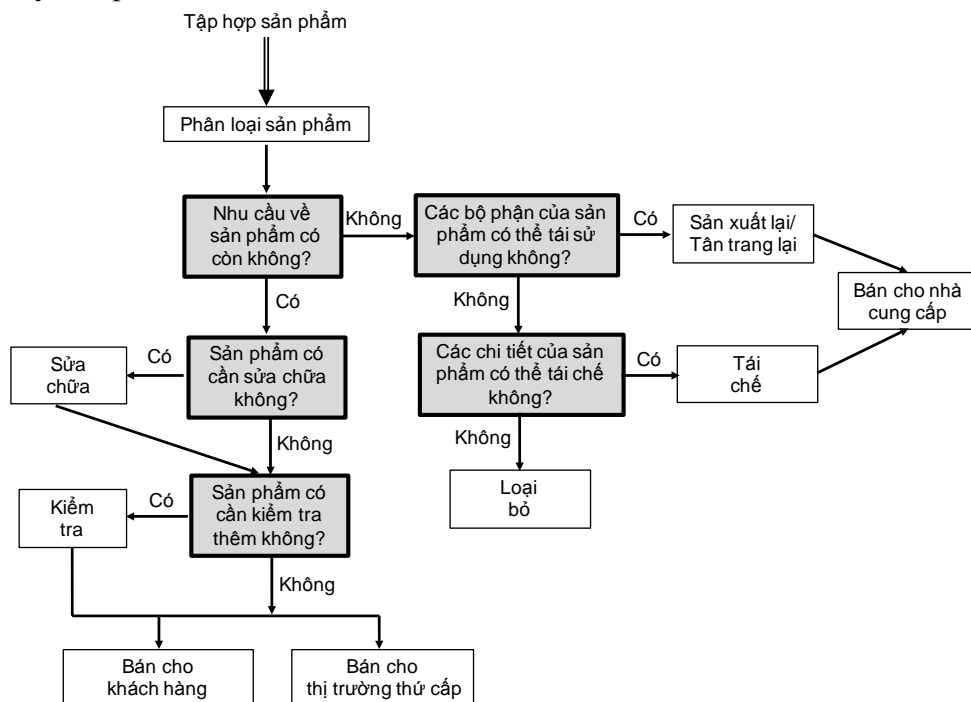 Tập hợp sản phẩm
Phân loại sản phẩm
Nhu cầu về
sản phẩm có
còn không?
Không
Các bộ phận của sản
phẩm có thể tái sử
dụng không?
Có
Sản xuất lại/
Tân trang lại
Bán cho nhà
cung cấp
Có
Không
Sửa
chữa
Có
Sản phẩm có
cần sửa chữa
không?
Các chi tiết của sản
phẩm có thể tái chế
không?
Có
Tái
chế
Không
Không
Kiểm
tra
Có
Sản phẩm có
cần kiểm tra
thêm không?
Loại
bỏ
Không
Bán cho
khách hàng
Bán cho
thị trường thứ cấp